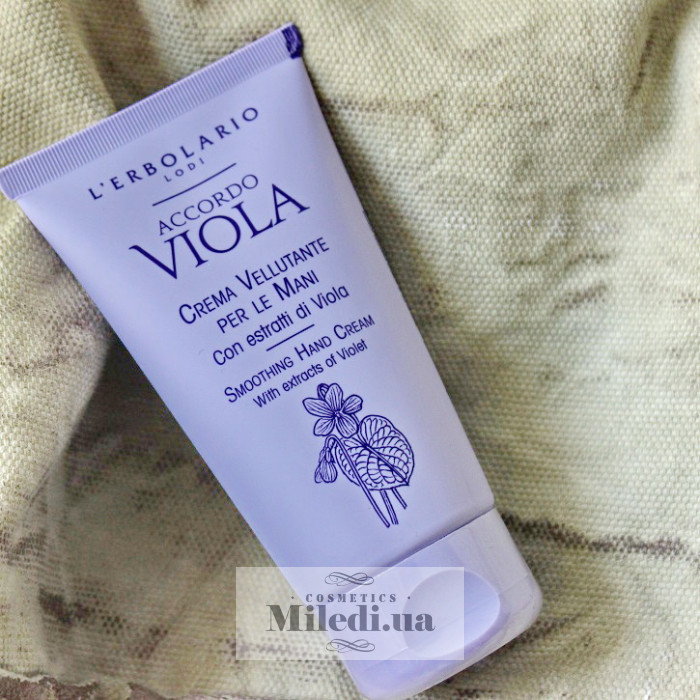 L'ERBOLARIO
LODI
ACCORDO
VIOLA
CREMA VELLUTANTE
PER LE MANI
Con estratti di Viola
SMOOTHING HAND CREAM
With extracts of Violet
· COSMETICS ·
Miledi.ua